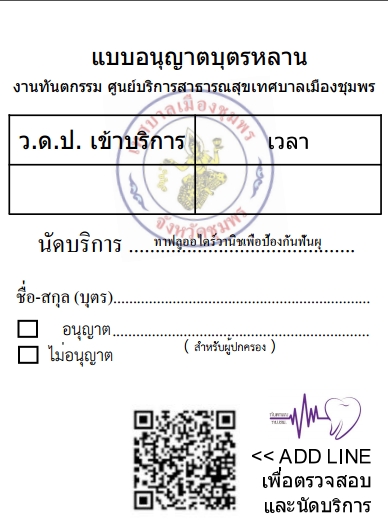 แบบอนุญาตบุตรหลาน
งานทันตกรรม ศูนย์บริการสาธารณสุขเทศบาลเมืองชุมพร
ว.ด.ป. เข้าบริการ เวลา
นัดบริการ ทาฟลูออไดร์วานิชเพื่อป้องกันฟันผุ
ชื่อ-สกุล (บุตร)........................................................
อนุญาต........................................................
( สำหรับผู้ปกครอง )
ไม่อนุญาต
เทศบาลเมืองชุมพร
จังหวัดชุมพร
<< ADD LINE
เพื่อตรวจสอบ
และนัดบริการ